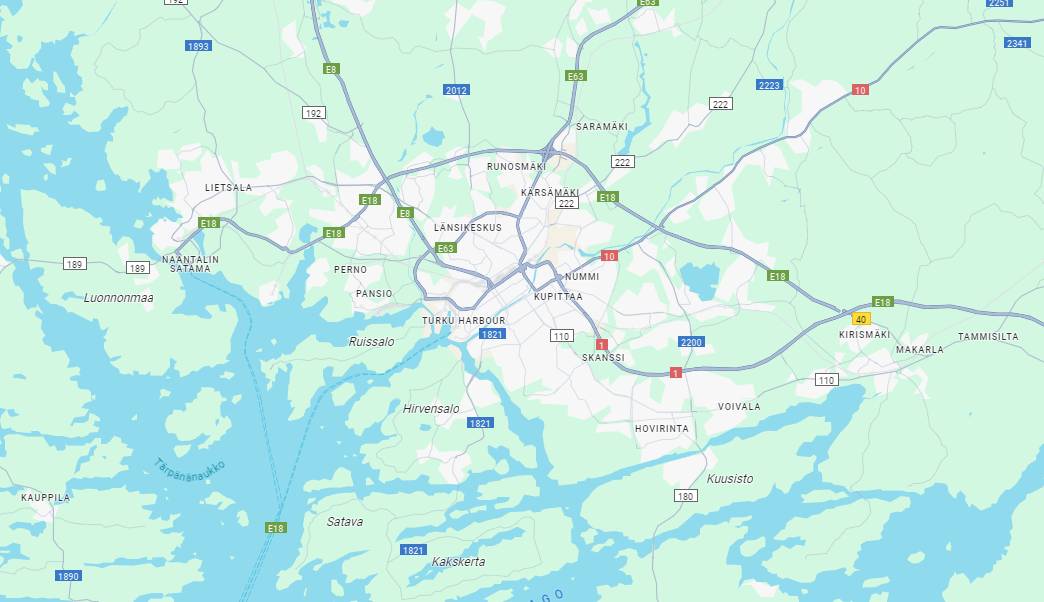 192
E63
2251
1893
2341
E8
E63
2012
2223
10
222
192
SARAMÄKI
222
RUNOSMÄKI
LIETSALA
KÄRSÄMÄKI
E18
222
E18
E8
E18
LÄNSIKESKUS
E18
E63
10
NAANTALIN
SATAMA
189
189
PERNO
NUMMI
E18
Luonnonmaa
PANSIO
KUPITTAA
E18
TURKU HARBOUR
40
1821
110
KIRISMÄKI
TAMMISILTA
Ruissalo
1
2200
MAKARLA
SKANSSI
1
110
Hirvensalo
VOIVALA
1821
HOVIRINTA
Tärpänänaukko
Kuusisto
KAUPPILA
180
Satava
E18
1821
Kakskerta
1890
AGO